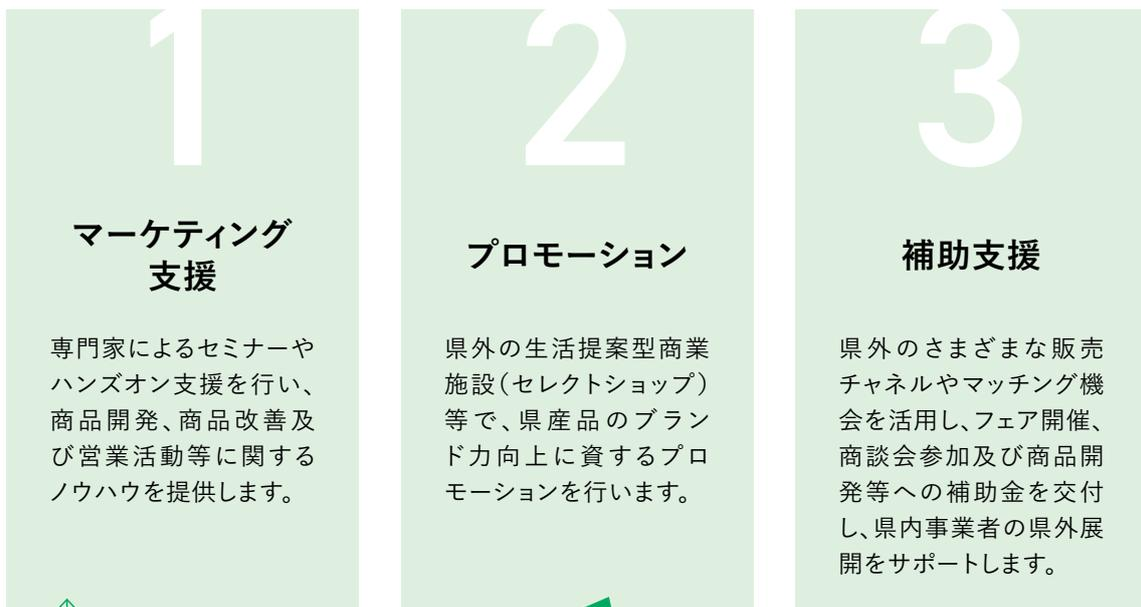 1
マーケティング
支援
専門家によるセミナーや
ハンズオン支援を行い、
商品開発、商品改善及
び営業活動等に関する
ノウハウを提供します。
2
プロモーション
県外の生活提案型商業
施設(セレクトショップ)
等で、県産品のブラン
ド力向上に資するプロ
モーションを行います。
3
補助支援
県外のさまざまな販売
チャネルやマッチング機
会を活用し、フェア開催、
商談会参加及び商品開
発等への補助金を交付
し、県内事業者の県外展
開をサポートします。